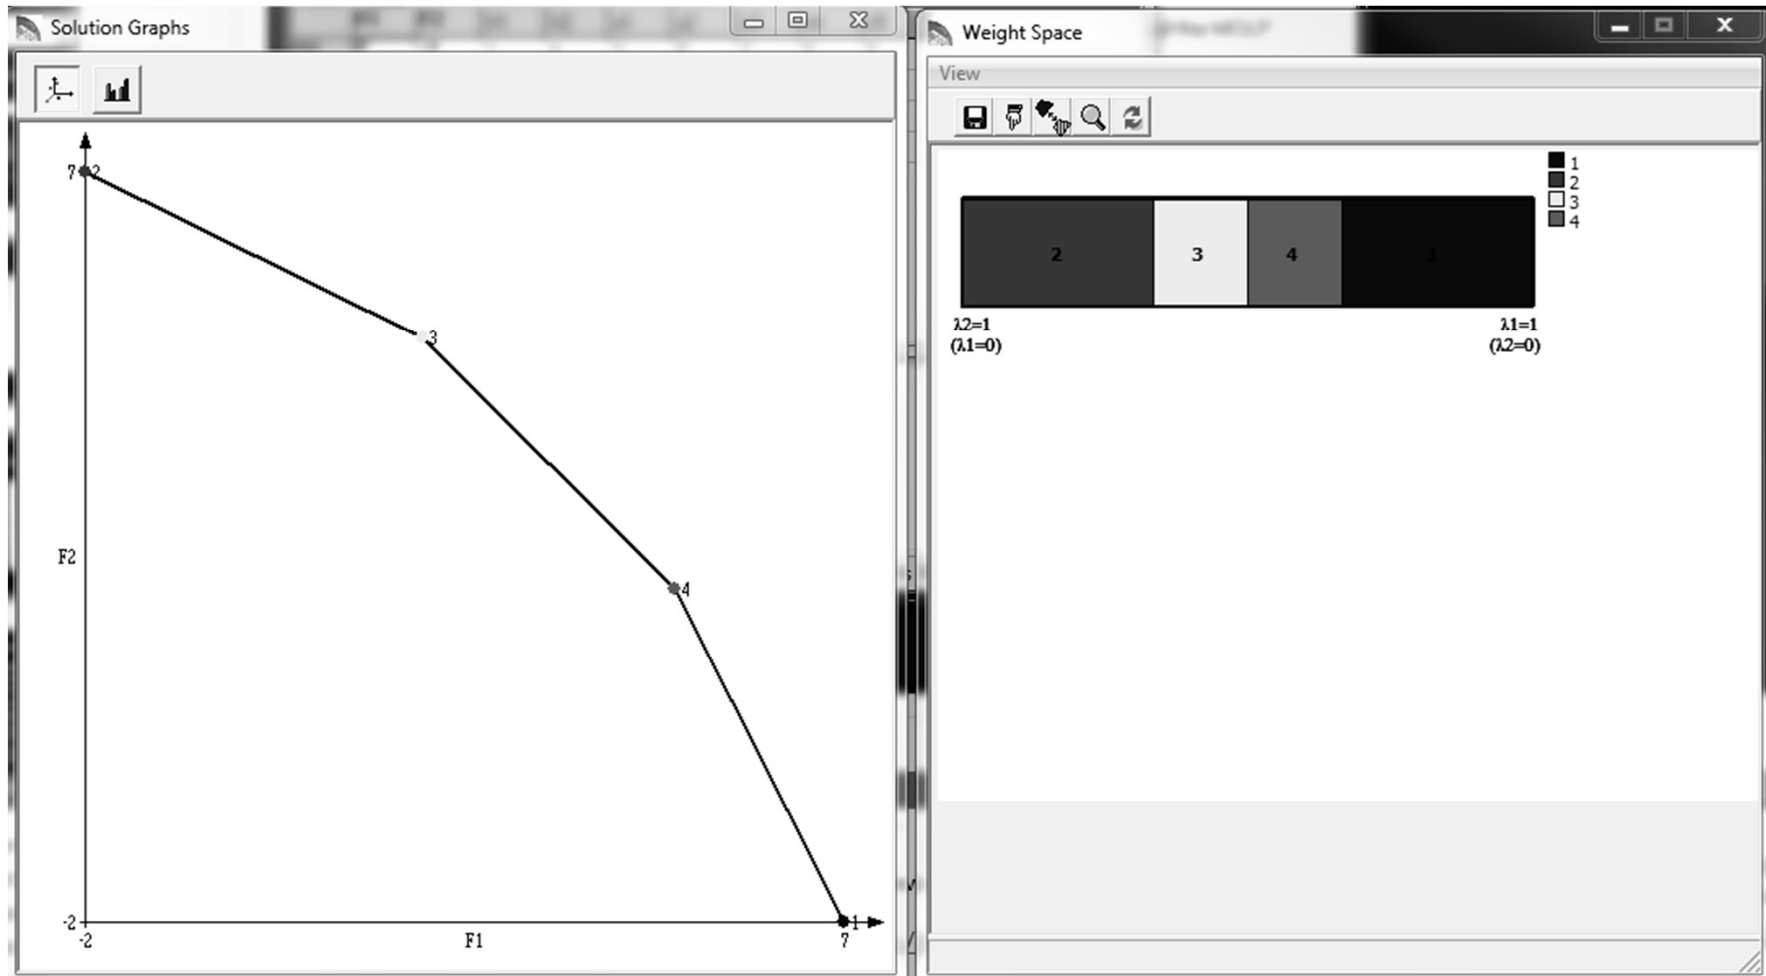 Solution Graphs
7
2
3
F2
4
-2
1
-2
F1
7
Weight Space
View
1
2
3
4
2
3
4
1
λ2=1
(λ1=0)
λ1=1
(λ2=0)